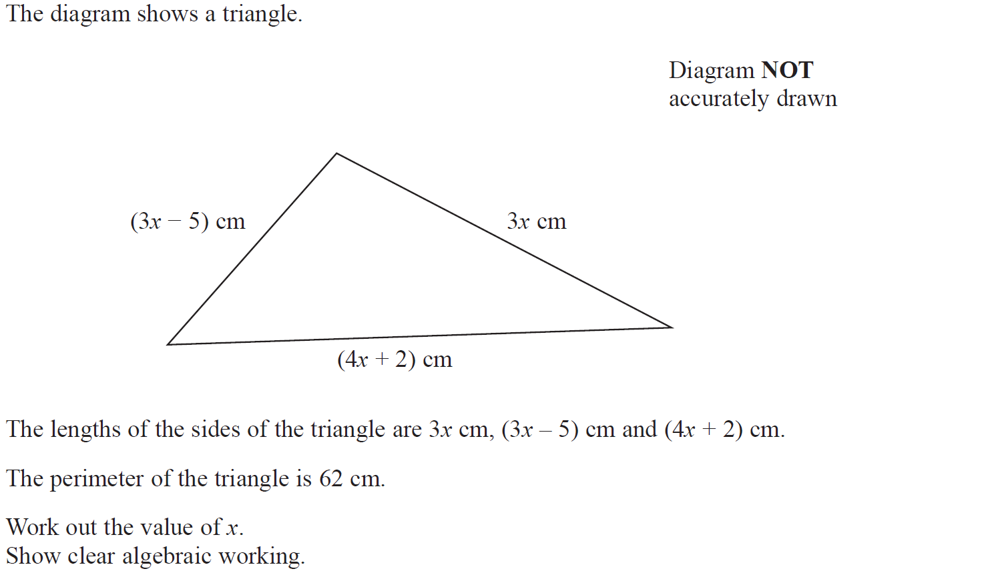 The diagram shows a triangle.
Diagram NOT
accurately drawn
(3x − 5) cm
3x cm
(4x + 2) cm
The lengths of the sides of the triangle are 3x cm, (3x – 5) cm and (4x + 2) cm.
The perimeter of the triangle is 62 cm.
Work out the value of x.
Show clear algebraic working.